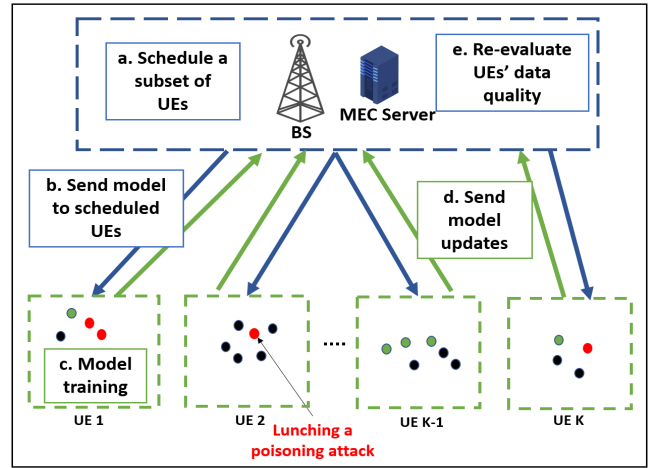 a. Schedule a
subset of
UEs
BS
MEC Server
e. Re-evaluate
UEs' data
quality
b. Send model
to scheduled
UEs
d. Send
model
updates
c. Model
training
....
UE 1
UE 2
UE K-1
UE K
Lunching a
poisoning attack